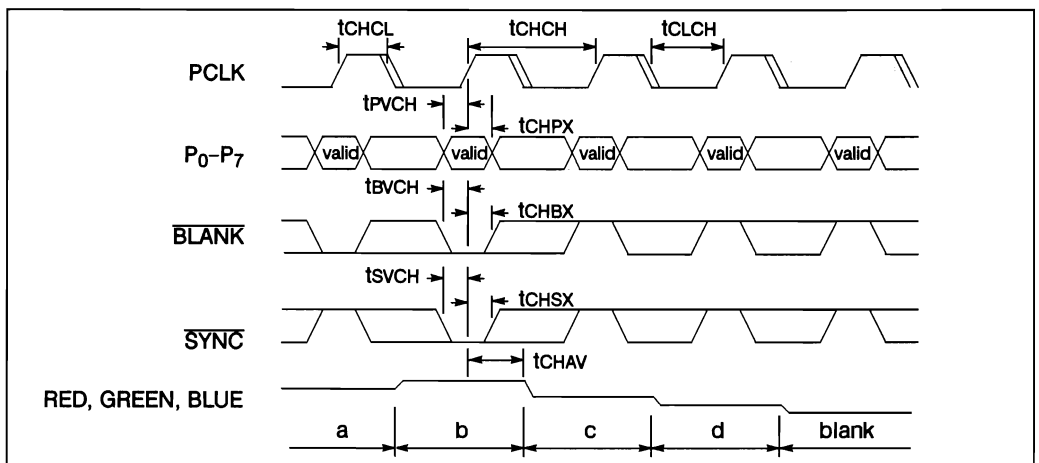 tCHCL tCHCH tCLCH
PCLK
tPVCH tCHPX
P0–P7 valid valid valid valid valid
tBVCH tCHBX
BLANK
tSVCH tCHSX
SYNC
tCHAV
RED, GREEN, BLUE
a b c d blank